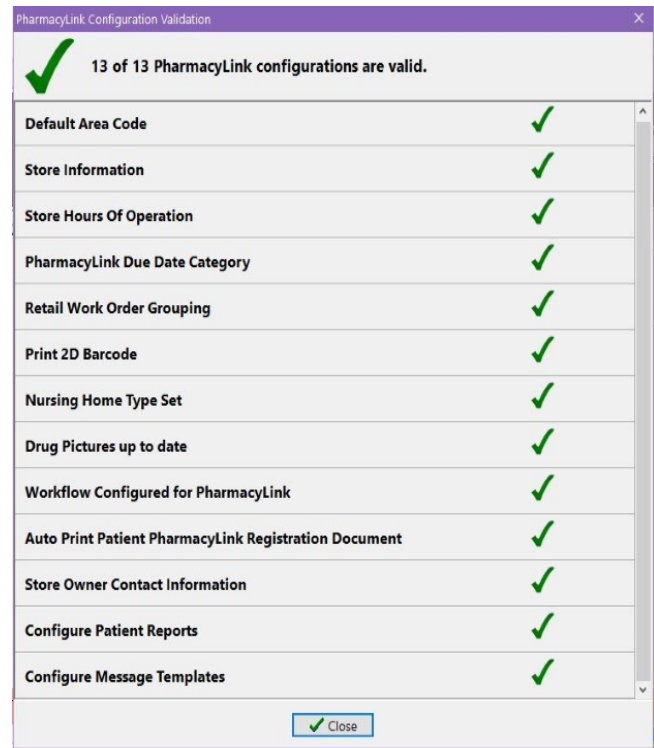 PharmacyLink Configuration Validation
13 of 13 PharmacyLink configurations are valid.
Default Area Code
Store Information
Store Hours Of Operation
PharmacyLink Due Date Category
Retail Work Order Grouping
Print 2D Barcode
Nursing Home Type Set
Drug Pictures up to date
Workflow Configured for PharmacyLink
Auto Print Patient PharmacyLink Registration Document
Store Owner Contact Information
Configure Patient Reports
Configure Message Templates
Close